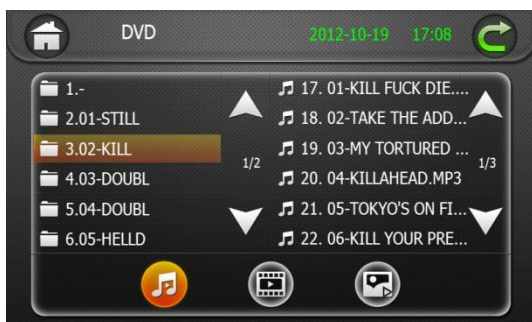 DVD
2012-10-19 17:08
1.-
2.01-STILL
3.02-KILL
4.03-DOUBL
5.04-DOUBL
6.05-HELLD
1/2
17. 01-KILL FUCK DIE....
18. 02-TAKE THE ADD...
19. 03-MY TORTURED ...
20. 04-KILLAHEAD.MP3
21. 05-TOKYO'S ON FI...
22. 06-KILL YOUR PRE...
1/3